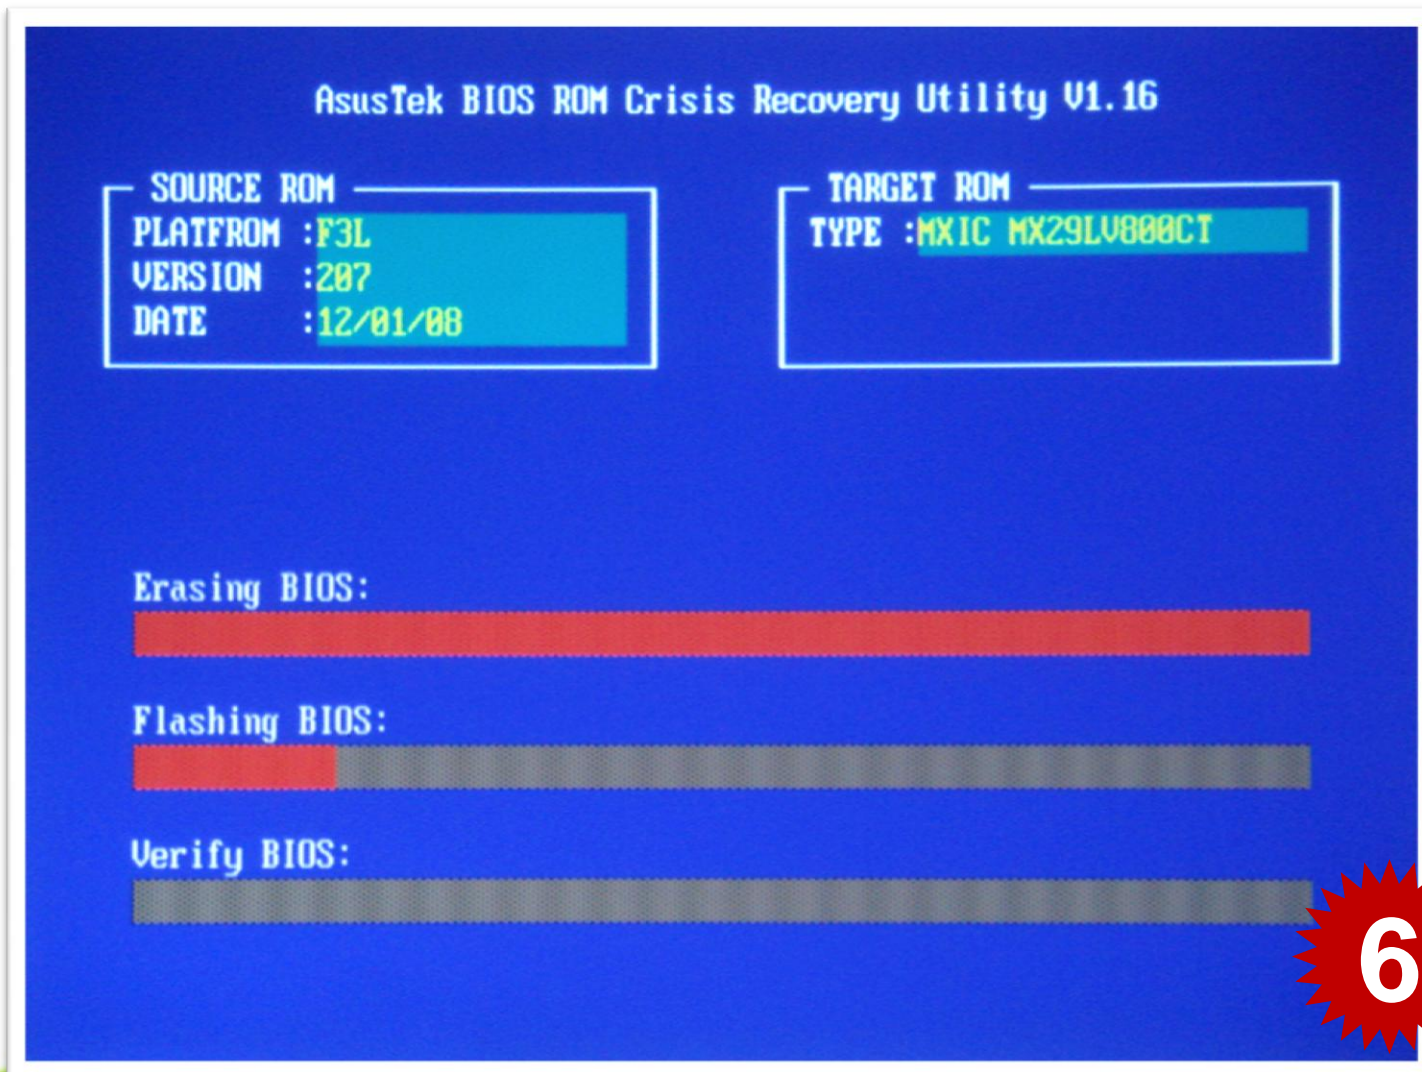 AsusTek BIOS ROM Crisis Recovery Utility V1.16
SOURCE ROM
PLATFROM :F3L
VERSION :207
DATE :12/01/08
TARGET ROM
TYPE :MXIC MX29LV800CT
Erasing BIOS:
Flashing BIOS:
Verify BIOS:
6